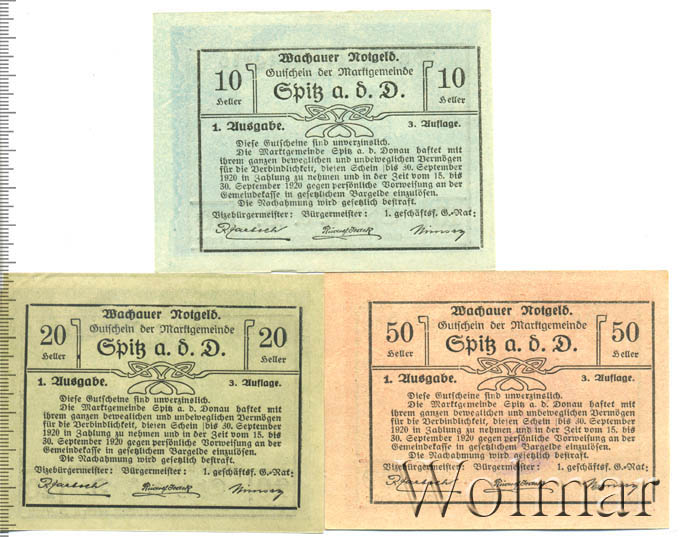 Wachauer Notgeld.
10 Gutschein der Marktgemeinde 10
Heller Spitz a. d. D. Heller
1. Ausgabe. 3. Auflage.
Diese Gutscheine sind unverzinslich.
Die Marktgemeinde Spitz a. d. Donau haftet mit
ihrem ganzen beweglichen und unbeweglichen Vermögen
für die Verbindlichkeit, diesen Schein bis 30. September
1920 in Zahlung zu nehmen und in der Zeit vom 15. bis
30. September 1920 gegen persönliche Vorweisung an der
Gemeindekasse in gesetzlichem Bargelde einzulösen.
Die Nachahmung wird gesetzlich bestraft.
Vizebürgermeister: Bürgermeister: 1. geschäftsf. G.-Rat:
Wachauer Notgeld.
20 Gutschein der Marktgemeinde 20
Heller Spitz a. d. D. Heller
1. Ausgabe. 3. Auflage.
Diese Gutscheine sind unverzinslich.
Die Marktgemeinde Spitz a. d. Donau haftet mit
ihrem ganzen beweglichen und unbeweglichen Vermögen
für die Verbindlichkeit, diesen Schein bis 30. September
1920 in Zahlung zu nehmen und in der Zeit vom 15. bis
30. September 1920 gegen persönliche Vorweisung an der
Gemeindekasse in gesetzlichem Bargelde einzulösen.
Die Nachahmung wird gesetzlich bestraft.
Vizebürgermeister: Bürgermeister: 1. geschäftsf. G.-Rat:
Wachauer Notgeld.
50 Gutschein der Marktgemeinde 50
Heller Spitz a. d. D. Heller
1. Ausgabe. 3. Auflage.
Diese Gutscheine sind unverzinslich.
Die Marktgemeinde Spitz a. d. Donau haftet mit
ihrem ganzen beweglichen und unbeweglichen Vermögen
für die Verbindlichkeit, diesen Schein bis 30. September
1920 in Zahlung zu nehmen und in der Zeit vom 15. bis
30. September 1920 gegen persönliche Vorweisung an der
Gemeindekasse in gesetzlichem Bargelde einzulösen.
Die Nachahmung wird gesetzlich bestraft.
Vizebürgermeister: Bürgermeister: 1. geschäftsf. G.-Rat:
Wolmar